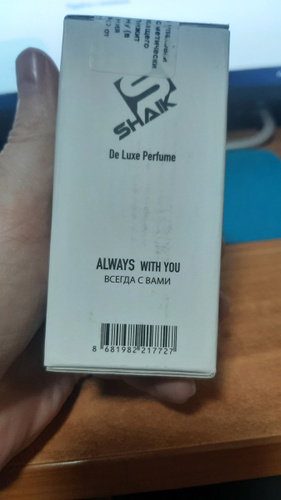 SHAIK
De Luxe Perfume
ALWAYS WITH YOU
ВСЕГДА С ВАМИ
8 681982 217727